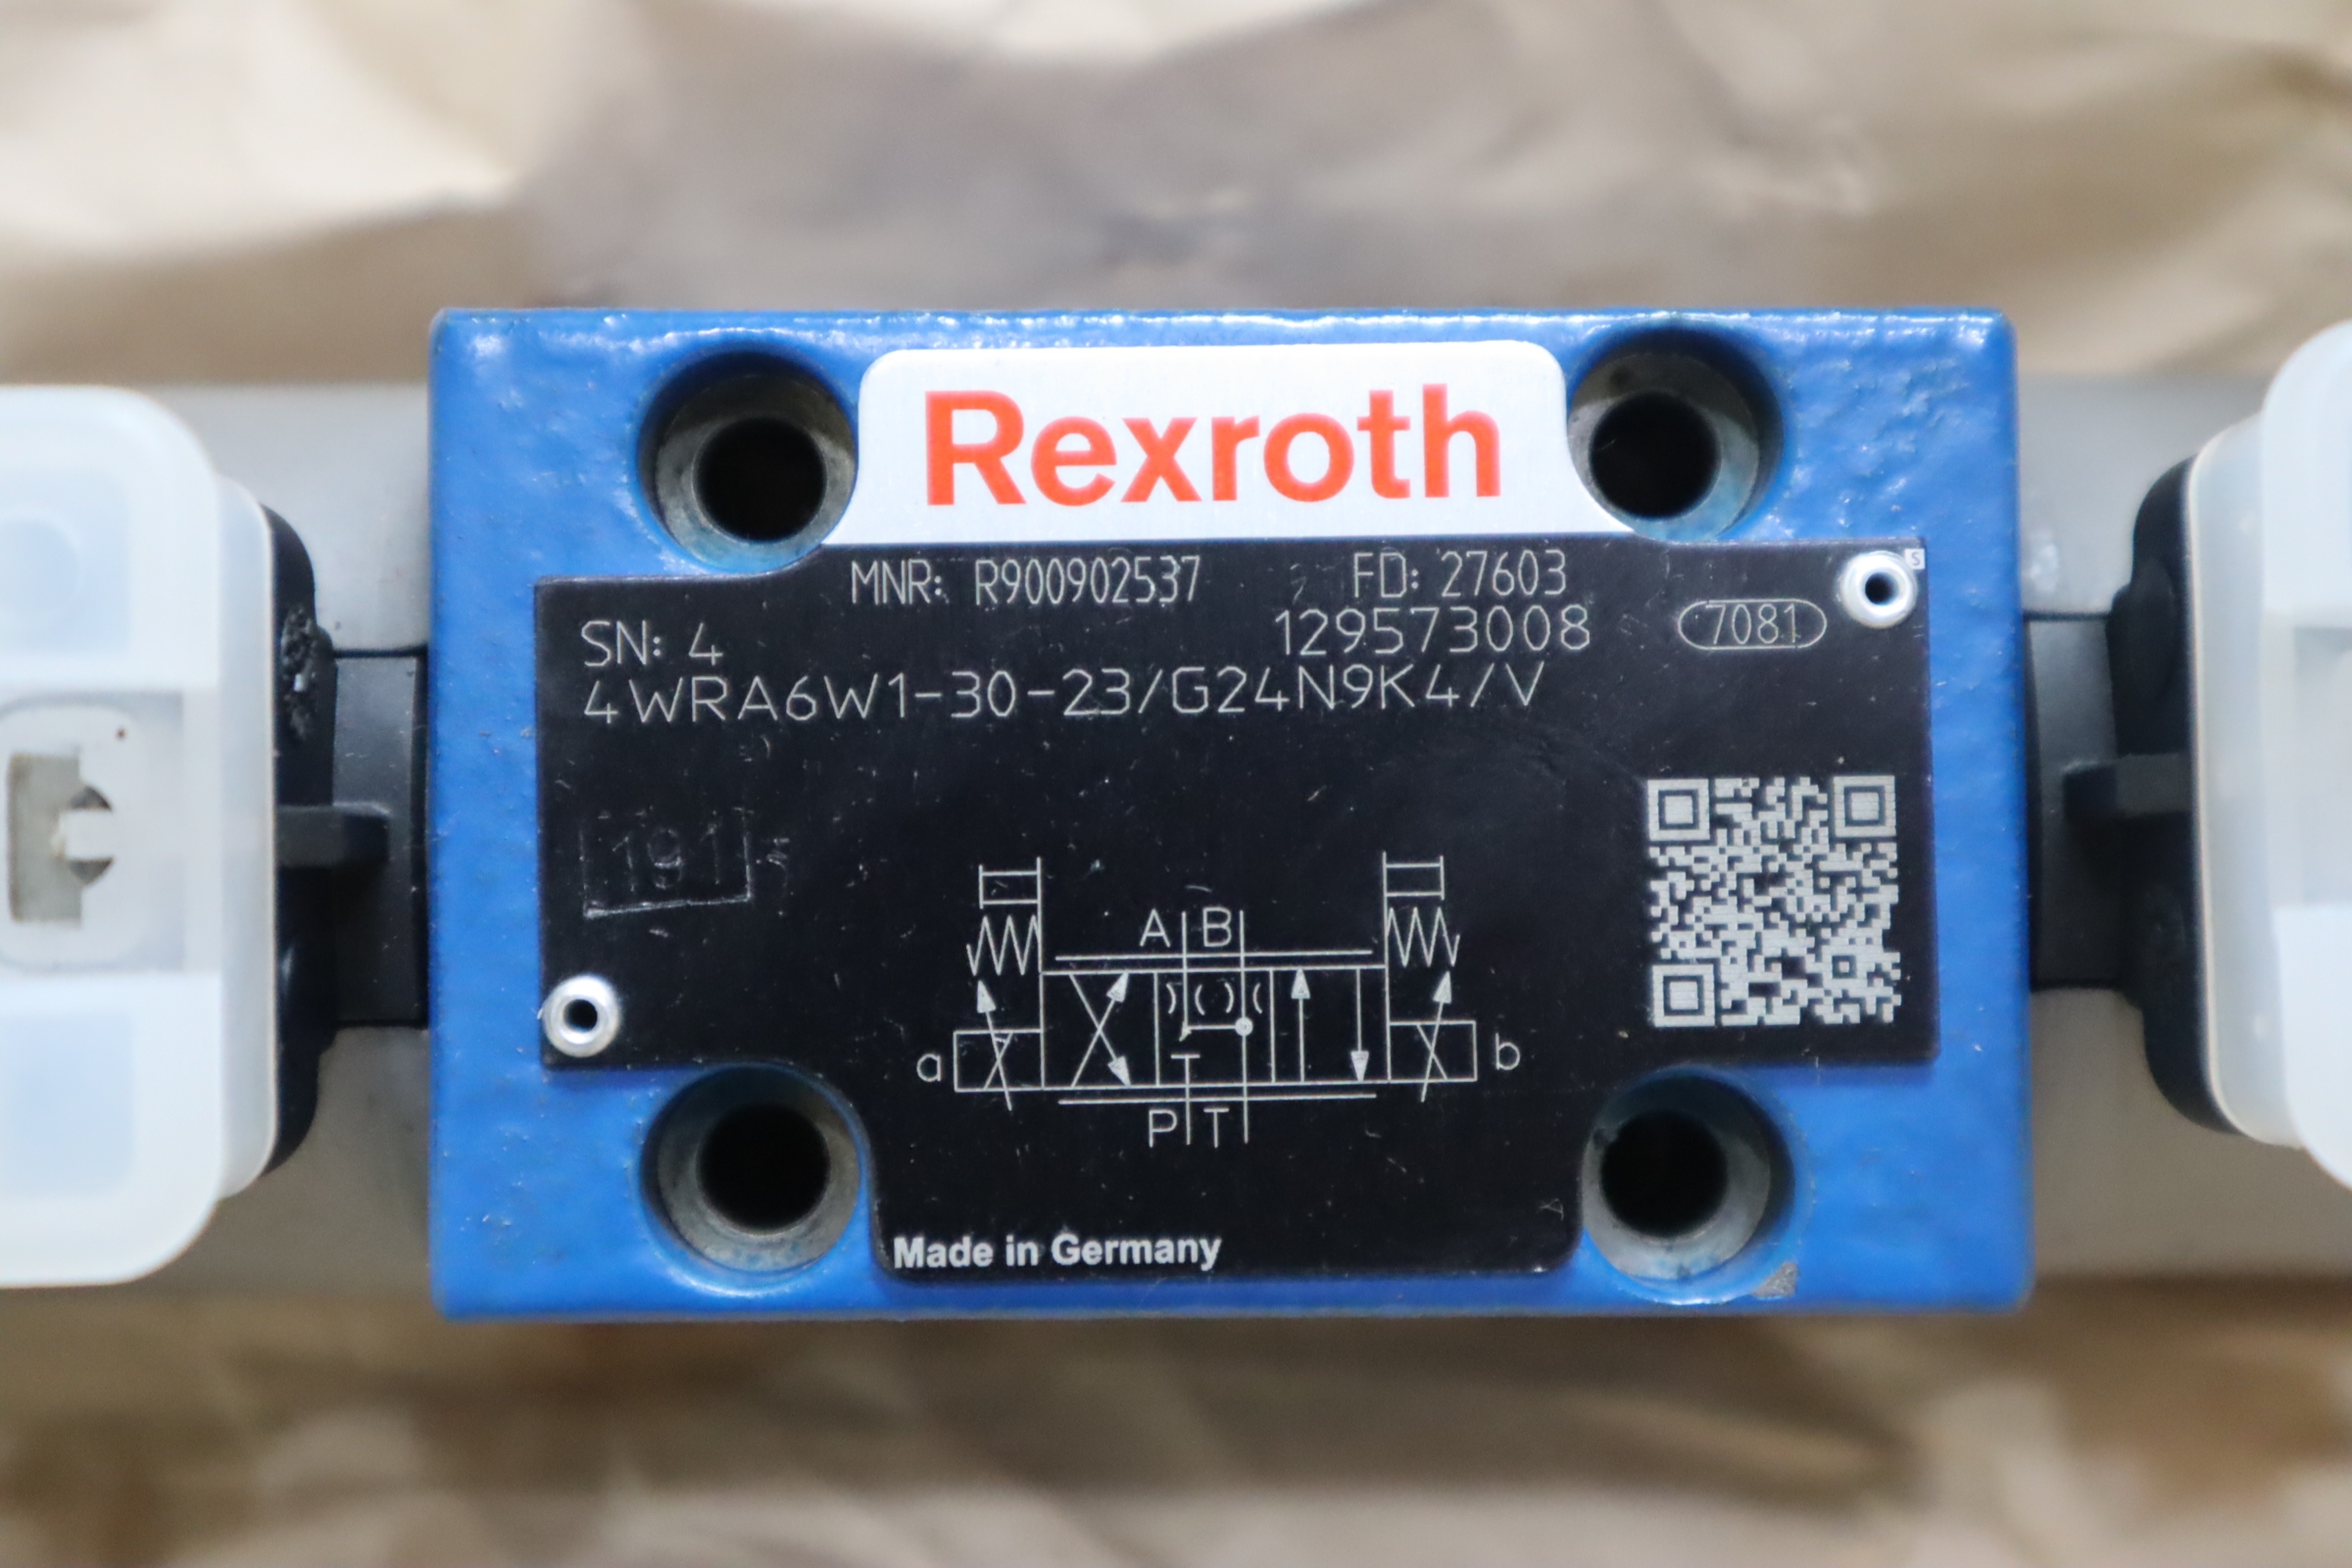 Rexroth
MNR: R900902537 FD: 27603
SN: 4 129573008 7081
4WRA6W1-30-23/G24N9K4/V
191
A B
a b
P T
Made in Germany